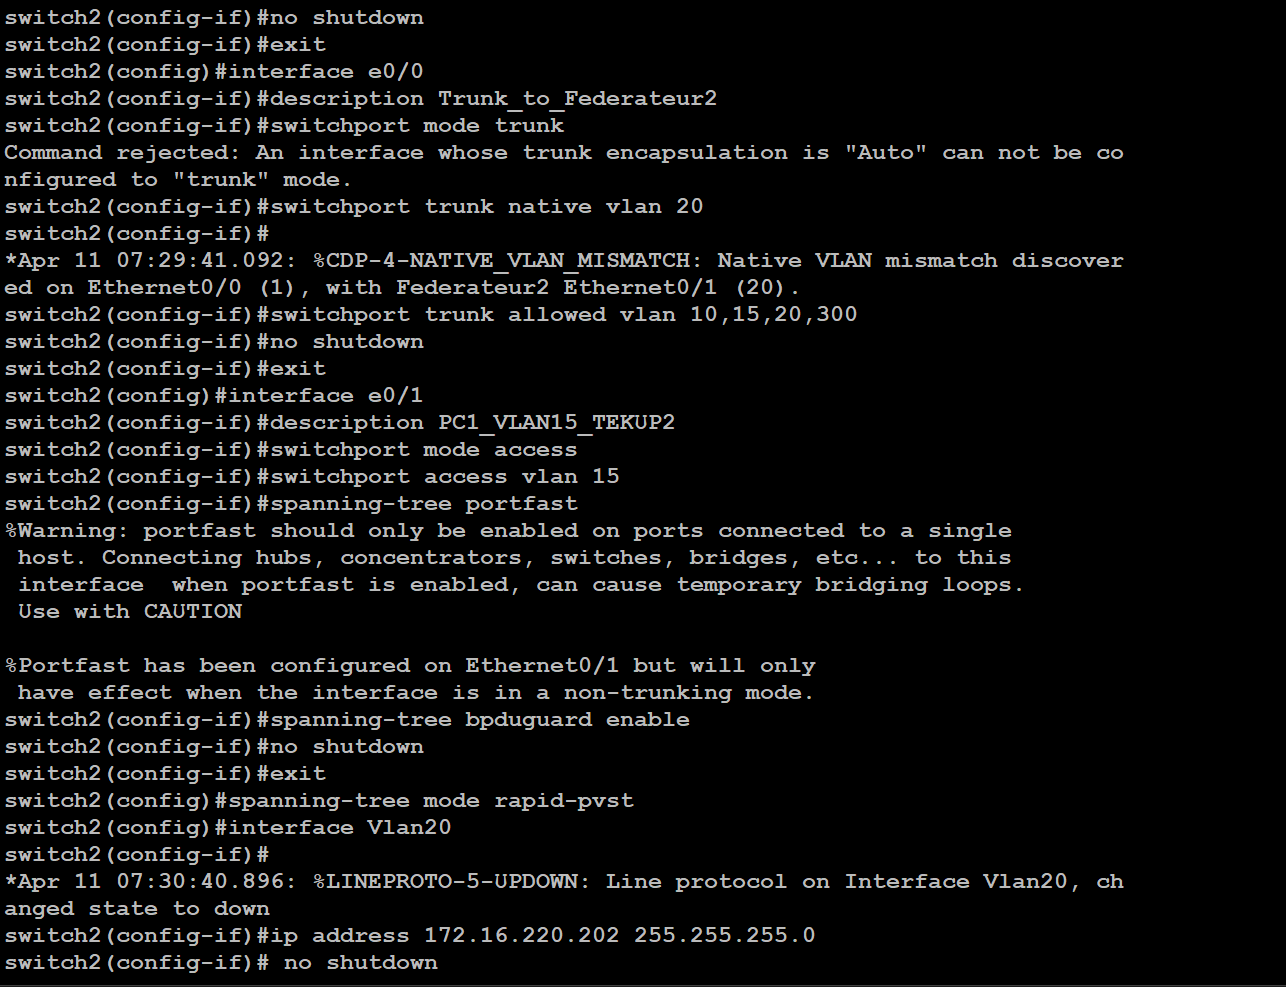 switch2(config-if)#no shutdown
switch2(config-if)#exit
switch2(config)#interface e0/0
switch2(config-if)#description Trunk_to_Federateur2
switch2(config-if)#switchport mode trunk
Command rejected: An interface whose trunk encapsulation is "Auto" can not be co
nfigured to "trunk" mode.
switch2(config-if)#switchport trunk native vlan 20
switch2(config-if)#
*Apr 11 07:29:41.092: %CDP-4-NATIVE_VLAN_MISMATCH: Native VLAN mismatch discover
ed on Ethernet0/0 (1), with Federateur2 Ethernet0/1 (20).
switch2(config-if)#switchport trunk allowed vlan 10,15,20,300
switch2(config-if)#no shutdown
switch2(config-if)#exit
switch2(config)#interface e0/1
switch2(config-if)#description PC1_VLAN15_TEKUP2
switch2(config-if)#switchport mode access
switch2(config-if)#switchport access vlan 15
switch2(config-if)#spanning-tree portfast
%Warning: portfast should only be enabled on ports connected to a single
 host. Connecting hubs, concentrators, switches, bridges, etc... to this
 interface  when portfast is enabled, can cause temporary bridging loops.
 Use with CAUTION

%Portfast has been configured on Ethernet0/1 but will only
 have effect when the interface is in a non-trunking mode.
switch2(config-if)#spanning-tree bpduguard enable
switch2(config-if)#no shutdown
switch2(config-if)#exit
switch2(config)#spanning-tree mode rapid-pvst
switch2(config)#interface Vlan20
switch2(config-if)#
*Apr 11 07:30:40.896: %LINEPROTO-5-UPDOWN: Line protocol on Interface Vlan20, ch
anged state to down
switch2(config-if)#ip address 172.16.220.202 255.255.255.0
switch2(config-if)# no shutdown